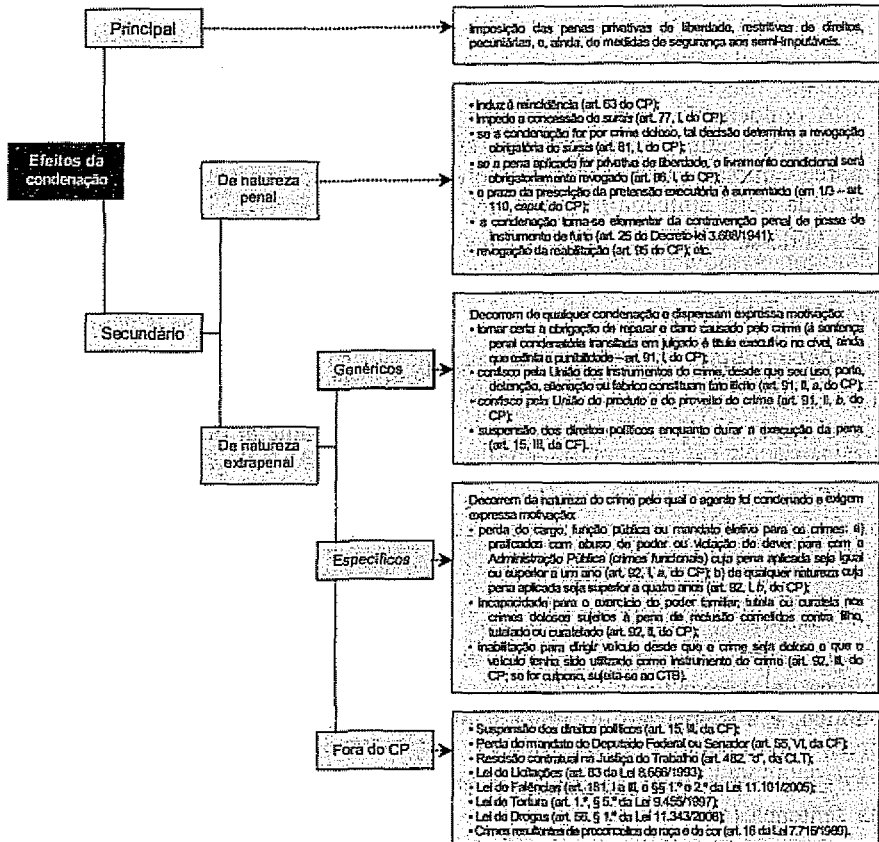 Principal
Imposição das penas privativas de liberdade, restritivas de direitos,
pecuniárias, e, ainda, de medidas de segurança aos semi-imputáveis.
Efeitos da
condenação
De natureza
penal
• induz à reincidência (art. 63 do CP);
• impede a concessão do sursis (art. 77, I, do CP);
• se a condenação for por crime doloso, tal decisão determina a revogação
obrigatória do sursis (art. 81, I, do CP);
• se a pena aplicada for privativa de liberdade, o livramento condicional será
obrigatoriamente revogado (art. 86, I, do CP);
• o prazo da prescrição da pretensão executória é aumentado (em 1/3 – art.
110, caput, do CP);
• a condenação torna-se elementar da contravenção penal de posse de
instrumento de furto (art. 25 do Decreto-lei 3.688/1941);
• revogação da reabilitação (art. 95 do CP); etc.
Secundário
De natureza
extrapenal
Genéricos
Decorrem de qualquer condenação e dispensam expressa motivação:
• tornar certa a obrigação de reparar o dano causado pelo crime (a sentença
penal condenatória transitada em julgado é título executivo no cível, ainda
que extinta a punibilidade – art. 91, I, do CP);
• confisco pela União dos instrumentos do crime, desde que seu uso, porte,
detenção, alienação ou fabrico constituam fato ilícito (art. 91, II, a, do CP);
• confisco pela União do produto e do proveito do crime (art. 91, II, b, do
CP);
• suspensão dos direitos políticos enquanto durar a execução da pena
(art. 15, III, da CF).
Específicos
Decorrem da natureza do crime pelo qual o agente foi condenado e exigem
expressa motivação:
• perda do cargo, função pública ou mandato eletivo para os crimes: a)
praticados com abuso de poder ou violação de dever para com a
Administração Pública (crimes funcionais) cuja pena aplicada seja igual
ou superior a um ano (art. 92, I, a, do CP); b) de qualquer natureza cuja
pena aplicada seja superior a quatro anos (art. 92, I, b, do CP);
• incapacidade para o exercício do poder familiar, tutela ou curatela nos
crimes dolosos sujeitos à pena de reclusão cometidos contra filho,
tutelado ou curatelado (art. 92, II, do CP);
• inabilitação para dirigir veículo desde que o crime seja doloso e que o
veículo tenha sido utilizado como instrumento do crime (art. 92, III, do
CP; se for culposo, sujeita-se ao CTB).
Fora do CP
• Suspensão dos direitos políticos (art. 15, III, da CF);
• Perda do mandato do Deputado Federal ou Senador (art. 55, VI, da CF);
• Rescisão contratual na Justiça do Trabalho (art. 482, "d", da CLT);
• Lei de Licitações (art. 83 da Lei 8.666/1993);
• Lei de Falências (art. 181, I a III, e §§ 1.º e 2.º da Lei 11.101/2005);
• Lei de Tortura (art. 1.º, § 5.º da Lei 9.455/1997);
• Lei de Drogas (art. 56, § 1.º da Lei 11.343/2006);
• Crimes resultantes de preconceitos de raça e de cor (art. 16 da Lei 7.716/1989).